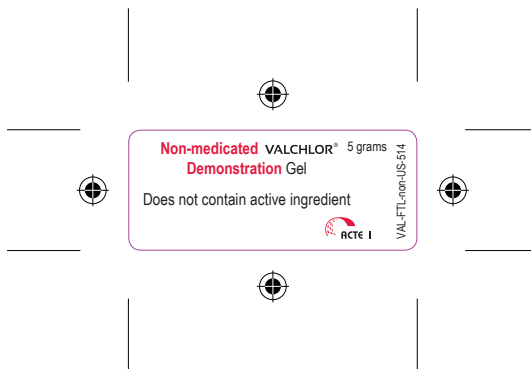 Non-medicated VALCHLOR® 5 grams
Demonstration Gel
Does not contain active ingredient
ACTE I
VAL-FTL-non-US-514